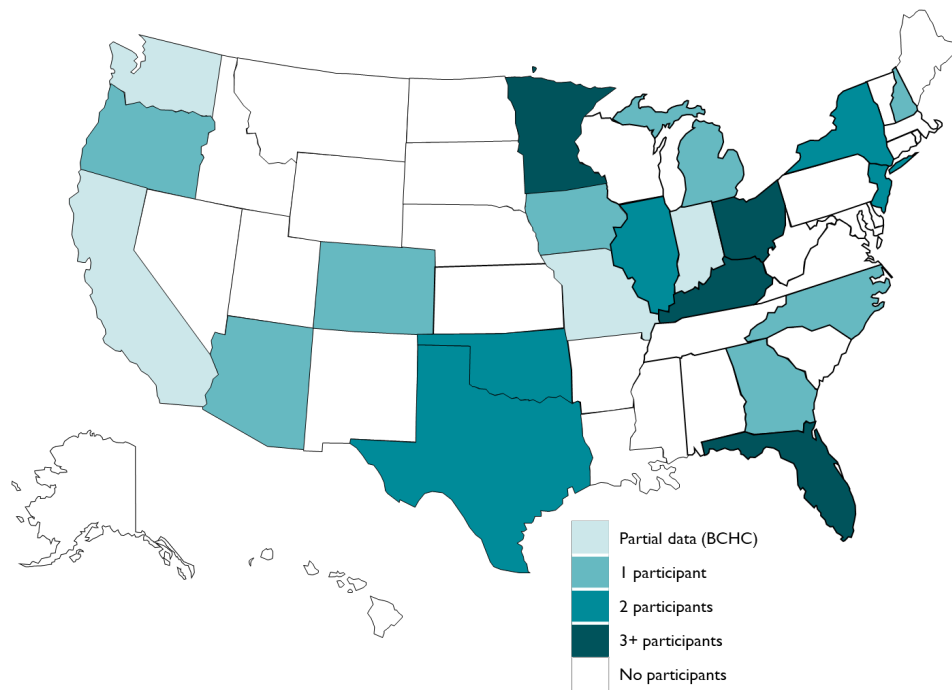 Partial data (BCHC)
1 participant
2 participants
3+ participants
No participants